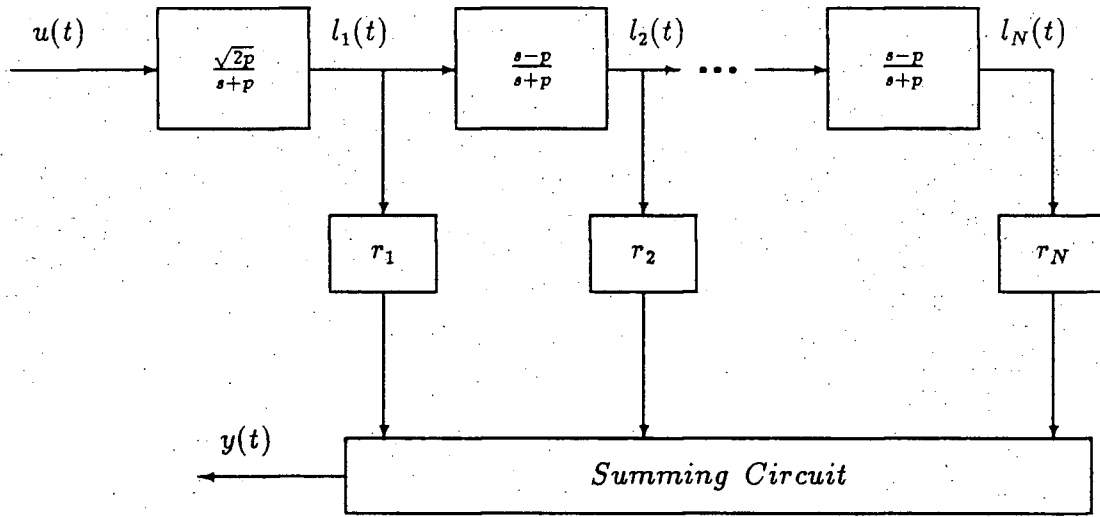 u(t) l₁(t) l₂(t) l_N(t)
√2p/s+p s−p/s+p ••• s−p/s+p
r₁ r₂ r_N
y(t)
Summing Circuit